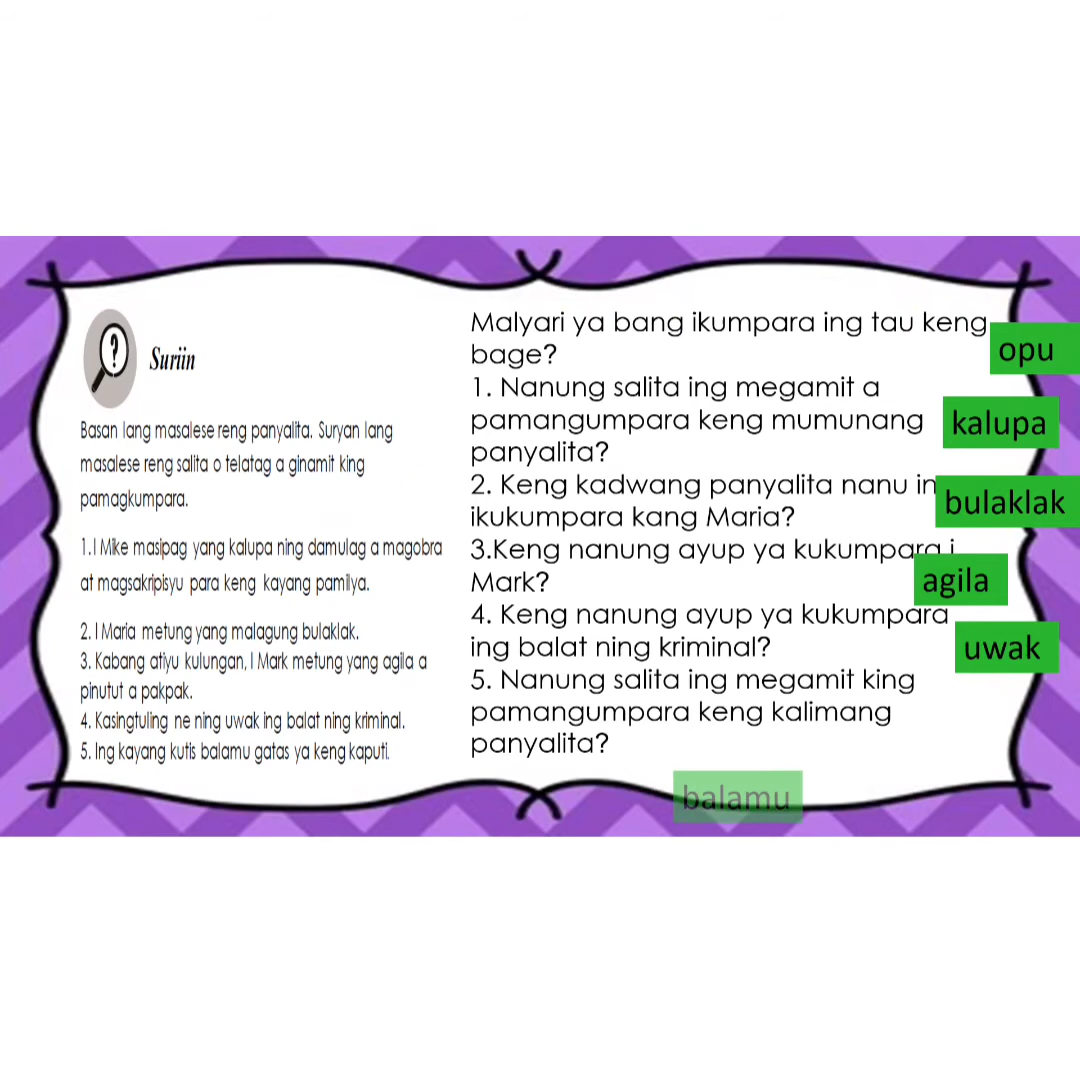 Suriin
Basan lang masalese reng panyalita. Suryan lang
masalese reng salita o telatag a ginamit king
pamagkumpara.
1.I Mike masipag yang kalupa ning damulag a magobra
at magsakripisyu para keng kayang pamilya.
2. I Maria metung yang malagung bulaklak.
3. Kabang atiyu kulungan, I Mark metung yang agila a
pinutut a pakpak.
4. Kasingtuling ne ning uwak ing balat ning kriminal.
5. Ing kayang kutis balamu gatas ya keng kaputi.
Malyari ya bang ikumpara ing tau keng
bage?
opu
1. Nanung salita ing megamit a
pamangumpara keng mumunang
panyalita?
kalupa
2. Keng kadwang panyalita nanu in
ikukumpara kang Maria?
bulaklak
3.Keng nanung ayup ya kukumpara i
Mark?
agila
4. Keng nanung ayup ya kukumpara
ing balat ning kriminal?
uwak
5. Nanung salita ing megamit king
pamangumpara keng kalimang
panyalita?
balamu